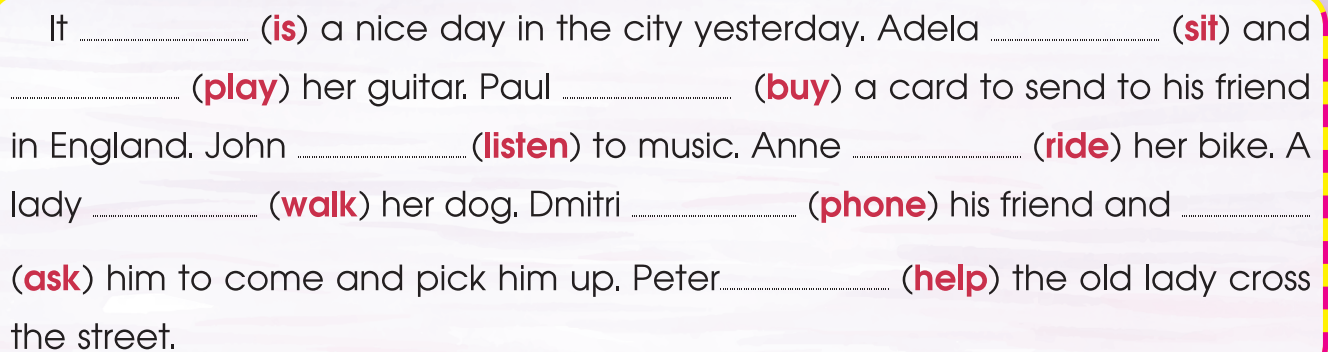 It ........................ (is) a nice day in the city yesterday. Adela ........................ (sit) and
........................ (play) her guitar. Paul ........................ (buy) a card to send to his friend
in England. John ........................ (listen) to music. Anne ........................ (ride) her bike. A
lady ........................ (walk) her dog. Dmitri ........................ (phone) his friend and ..................
(ask) him to come and pick him up. Peter........................ (help) the old lady cross
the street.